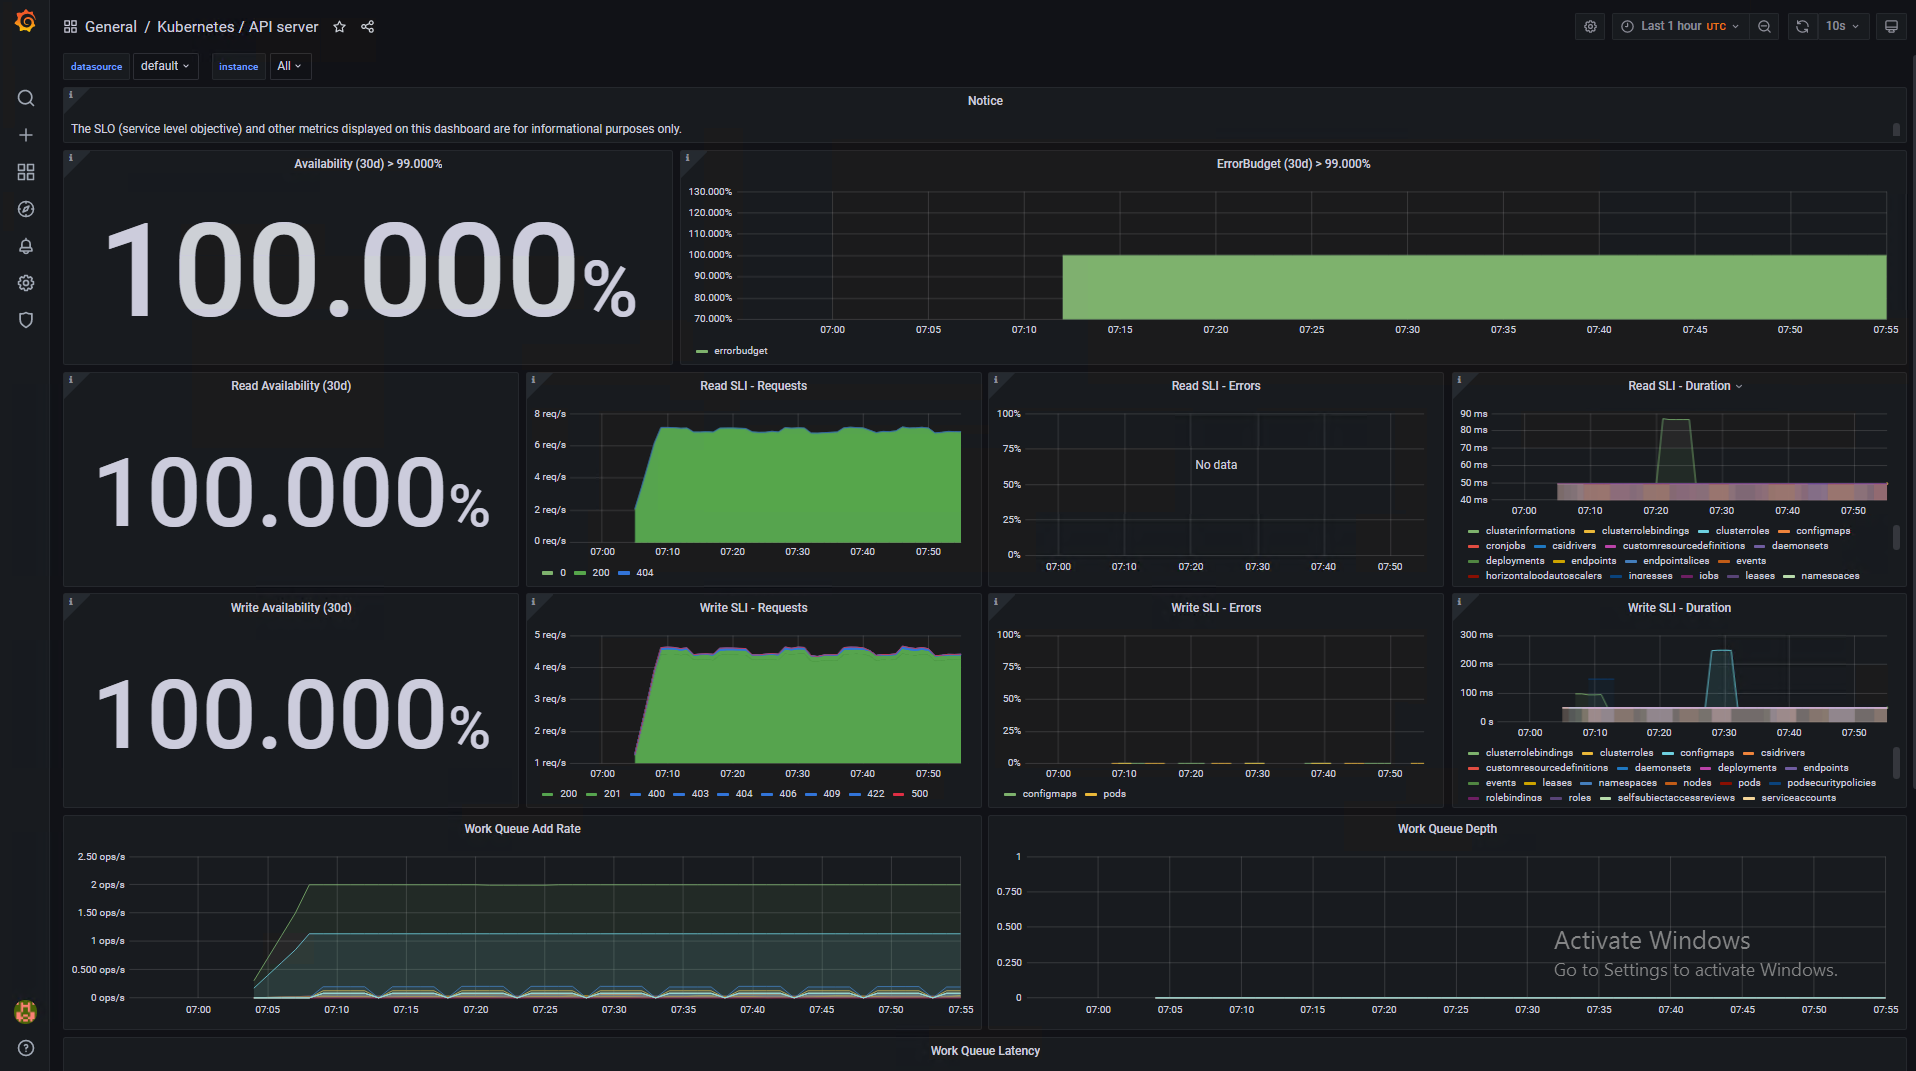 General / Kubernetes / API server
Last 1 hour UTC
10s
datasource default instance All
Notice
The SLO (service level objective) and other metrics displayed on this dashboard are for informational purposes only.
Availability (30d) > 99.000%
100.000%
ErrorBudget (30d) > 99.000%
130.000%
120.000%
110.000%
100.000%
90.000%
80.000%
70.000%
07:00 07:05 07:10 07:15 07:20 07:25 07:30 07:35 07:40 07:45 07:50 07:55
errorbudget
Read Availability (30d)
100.000%
Read SLI - Requests
8 req/s
6 req/s
4 req/s
2 req/s
0 req/s
07:00 07:10 07:20 07:30 07:40 07:50
0 200 404
Read SLI - Errors
100%
75%
50%
25%
0%
No data
07:00 07:10 07:20 07:30 07:40 07:50
Read SLI - Duration
90 ms
80 ms
70 ms
60 ms
50 ms
40 ms
07:00 07:10 07:20 07:30 07:40 07:50
clusterinformations clusterrolebindings clusterroles configmaps
cronjobs csidrivers customresourcedefinitions daemonsets
deployments endpoints endpointslices events
horizontalpodautoscalers ingresses jobs leases namespaces
Write Availability (30d)
100.000%
Write SLI - Requests
5 req/s
4 req/s
3 req/s
2 req/s
1 req/s
07:00 07:10 07:20 07:30 07:40 07:50
200 201 400 403 404 406 409 422 500
Write SLI - Errors
100%
75%
50%
25%
0%
07:00 07:10 07:20 07:30 07:40 07:50
configmaps pods
Write SLI - Duration
300 ms
200 ms
100 ms
0 s
07:00 07:10 07:20 07:30 07:40 07:50
clusterrolebindings clusterroles configmaps csidrivers
customresourcedefinitions daemonsets deployments endpoints
events leases namespaces nodes pods podsecuritypolicies
rolebindings roles selfsubjectaccessreviews serviceaccounts
Work Queue Add Rate
2.50 ops/s
2 ops/s
1.50 ops/s
1 ops/s
0.500 ops/s
0 ops/s
07:00 07:05 07:10 07:15 07:20 07:25 07:30 07:35 07:40 07:45 07:50 07:55
Work Queue Depth
1
0.750
0.500
0.250
0
07:00 07:05 07:10 07:15 07:20 07:25 07:30 07:35 07:40 07:45 07:50 07:55
Activate Windows
Go to Settings to activate Windows.
Work Queue Latency